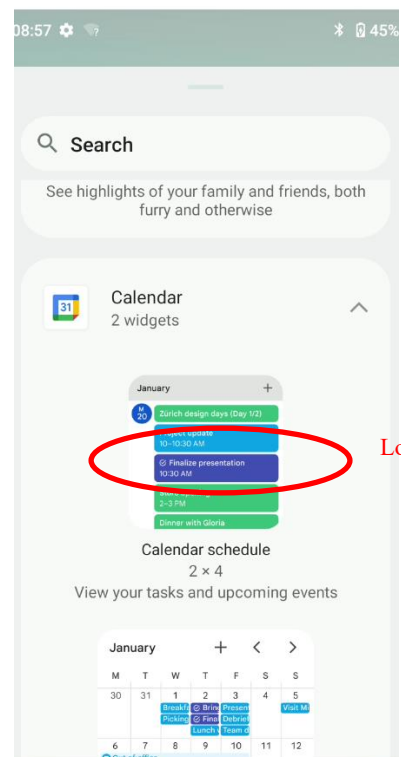 08:57
45%
Search
See highlights of your family and friends, both
furry and otherwise
31
Calendar
2 widgets
January +
M
20
Zürich design days (Day 1/2)
Project update
10–10:30 AM
Finalize presentation
10:30 AM
2–3 PM
Dinner with Gloria
Calendar schedule
2 × 4
View your tasks and upcoming events
January + < >
M T W T F S S
30 31 1 2 3 4 5
6 7 8 9 10 11 12